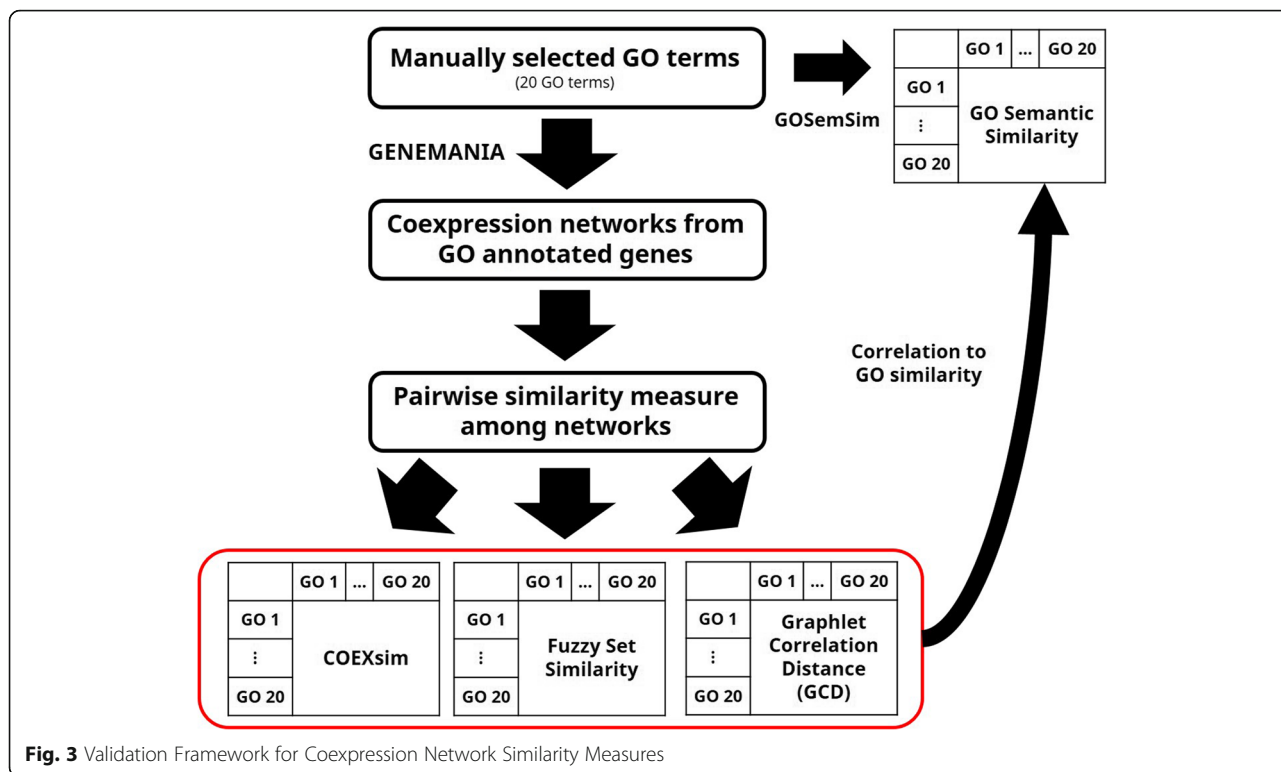 Manually selected GO terms
(20 GO terms)
GOSemSim
GO 1 ... GO 20
GO 1
⋮
GO 20
GO Semantic
Similarity
GENEMANIA
Coexpression networks from
GO annotated genes
Pairwise similarity measure
among networks
Correlation to
GO similarity
GO 1 ... GO 20
GO 1
⋮
GO 20
COEXsim
GO 1 ... GO 20
GO 1
⋮
GO 20
Fuzzy Set
Similarity
GO 1 ... GO 20
GO 1
⋮
GO 20
Graphlet
Correlation
Distance
(GCD)
Fig. 3 Validation Framework for Coexpression Network Similarity Measures